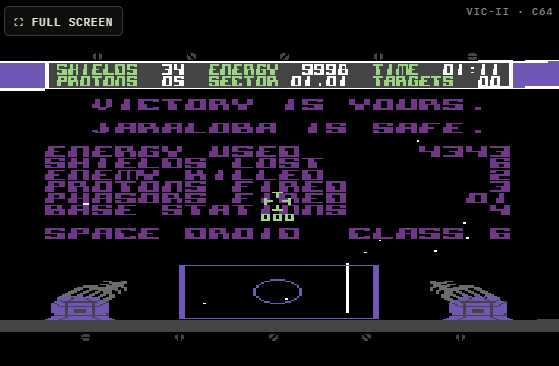 FULL SCREEN
VIC-II · C64
SHIELDS 34 ENERGY 9998 TIME 01:11
PROTONS 05 SECTOR 01.01 TARGETS 00
VICTORY IS YOURS.
JARALOBA IS SAFE.
ENERGY USED 4343
SHIELDS LOST 6
ENEMY KILLED 2
PROTONS FIRED 3
PHASORS FIRED 01
BASE STATIONS 4
SPACE DROID CLASS 6